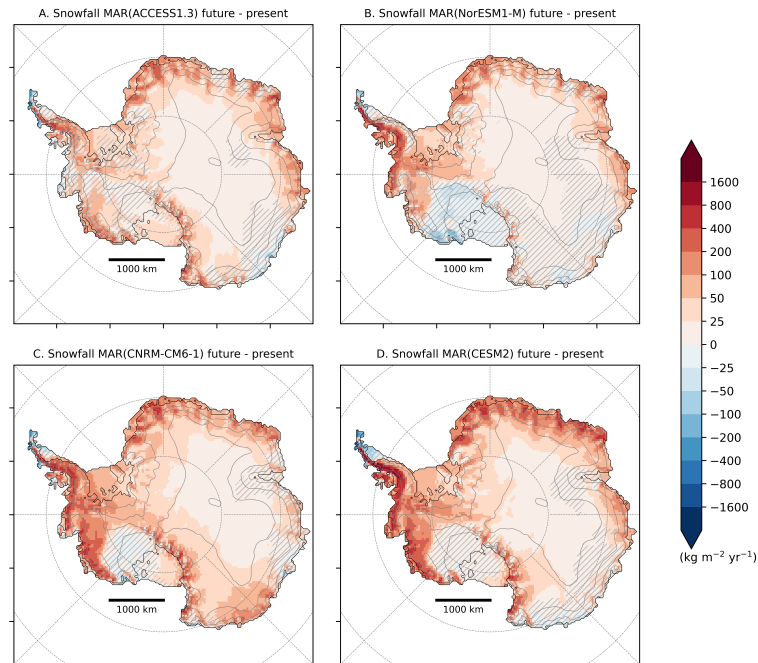 A. Snowfall MAR(ACCESS1.3) future - present
B. Snowfall MAR(NorESM1-M) future - present
1000 km
1000 km
C. Snowfall MAR(CNRM-CM6-1) future - present
D. Snowfall MAR(CESM2) future - present
1000 km
1000 km
1600
800
400
200
100
50
25
0
−25
−50
−100
−200
−400
−800
−1600
(kg m⁻² yr⁻¹)